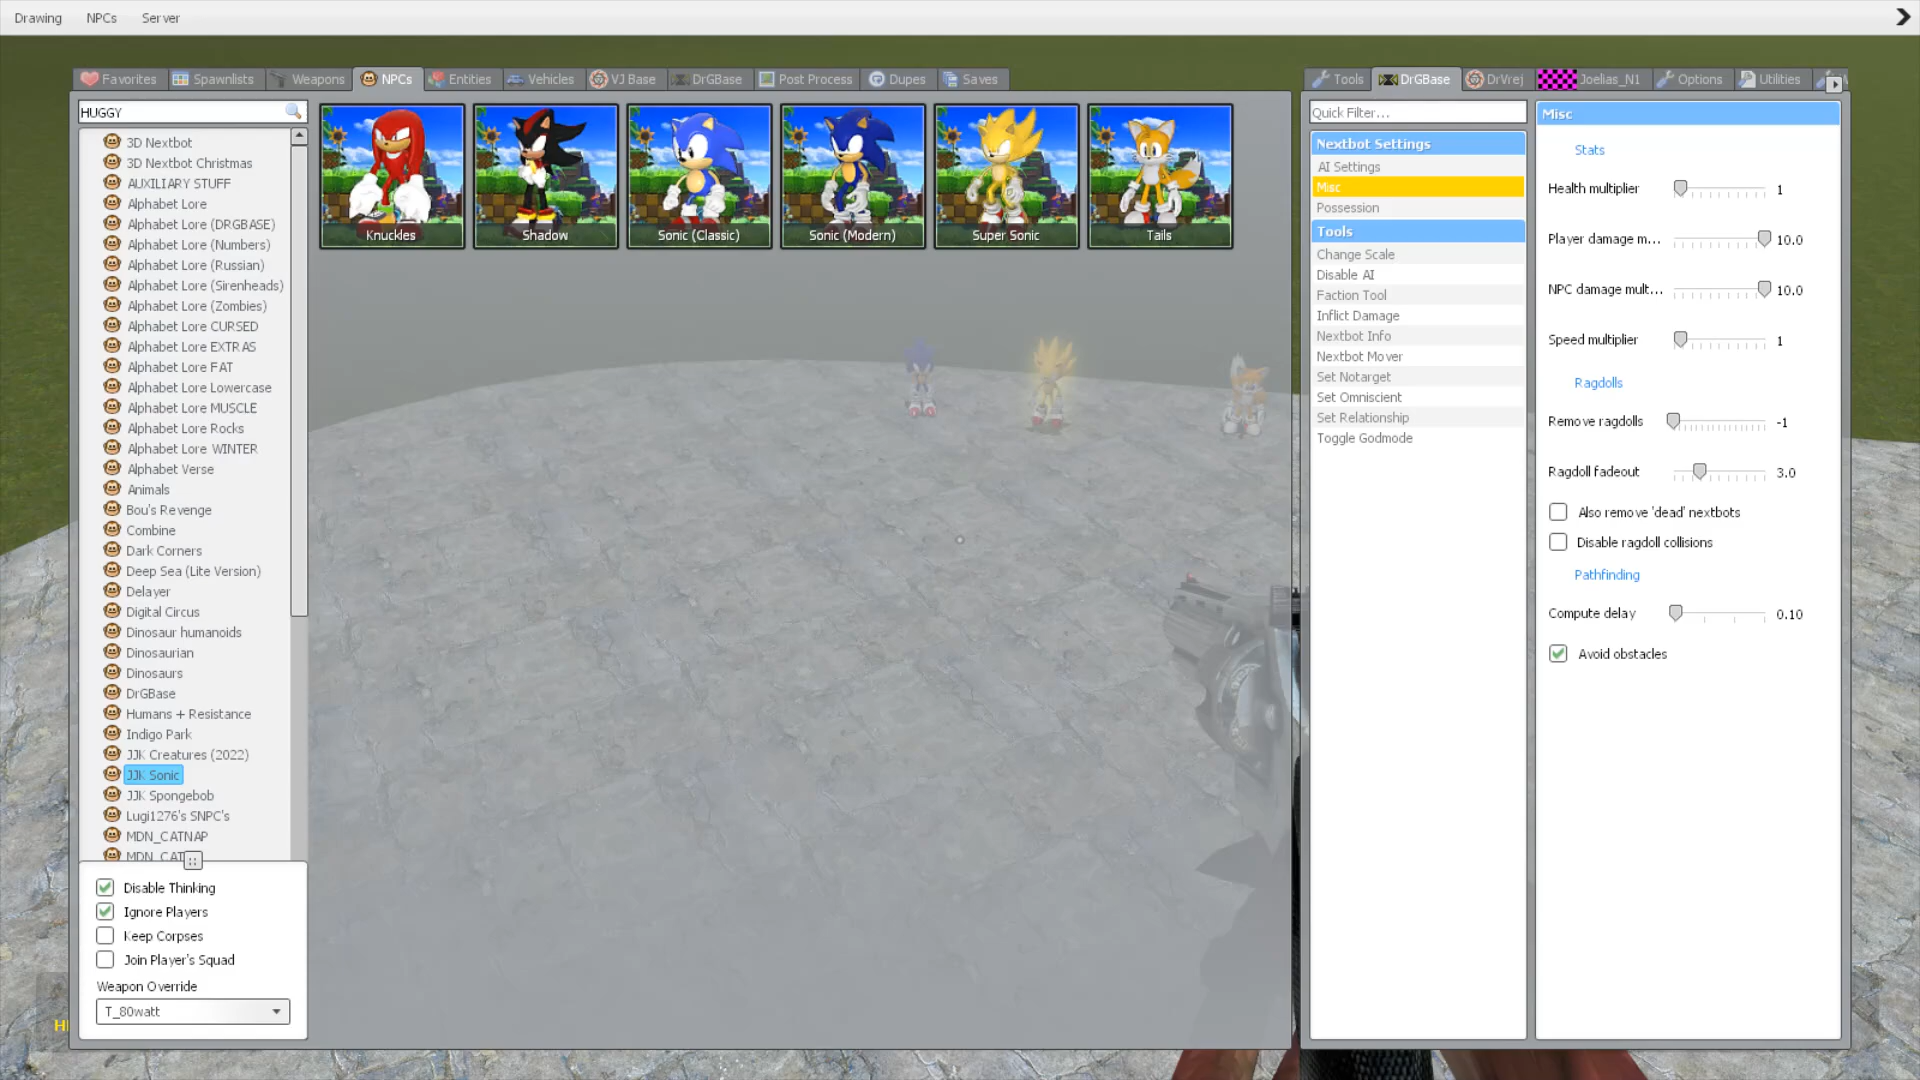 Drawing NPCs Server
Favorites Spawnlists Weapons NPCs Entities Vehicles VJ Base DrGBase Post Process Dupes Saves
HUGGY
3D Nextbot
3D Nextbot Christmas
AUXILIARY STUFF
Alphabet Lore
Alphabet Lore (DRGBASE)
Alphabet Lore (Numbers)
Alphabet Lore (Russian)
Alphabet Lore (Sirenheads)
Alphabet Lore (Zombies)
Alphabet Lore CURSED
Alphabet Lore EXTRAS
Alphabet Lore FAT
Alphabet Lore Lowercase
Alphabet Lore MUSCLE
Alphabet Lore Rocks
Alphabet Lore WINTER
Alphabet Verse
Animals
Bou's Revenge
Combine
Dark Corners
Deep Sea (Lite Version)
Delayer
Digital Circus
Dinosaur humanoids
Dinosaurian
Dinosaurs
DrGBase
Humans + Resistance
Indigo Park
JJK Creatures (2022)
JJK Sonic
JJK Spongebob
Lugi1276's SNPC's
MDN_CATNAP
Disable Thinking
Ignore Players
Keep Corpses
Join Player's Squad
Weapon Override
T_80watt
Knuckles Shadow Sonic (Classic) Sonic (Modern) Super Sonic Tails
Tools DrGBase DrVrej Joelias_N1 Options Utilities
Quick Filter...
Nextbot Settings
AI Settings
Misc
Possession
Tools
Change Scale
Disable AI
Faction Tool
Inflict Damage
Nextbot Info
Nextbot Mover
Set Notarget
Set Omniscient
Set Relationship
Toggle Godmode
Misc
Stats
Health multiplier 1
Player damage m... 10.0
NPC damage mult... 10.0
Speed multiplier 1
Ragdolls
Remove ragdolls -1
Ragdoll fadeout 3.0
Also remove 'dead' nextbots
Disable ragdoll collisions
Pathfinding
Compute delay 0.10
Avoid obstacles